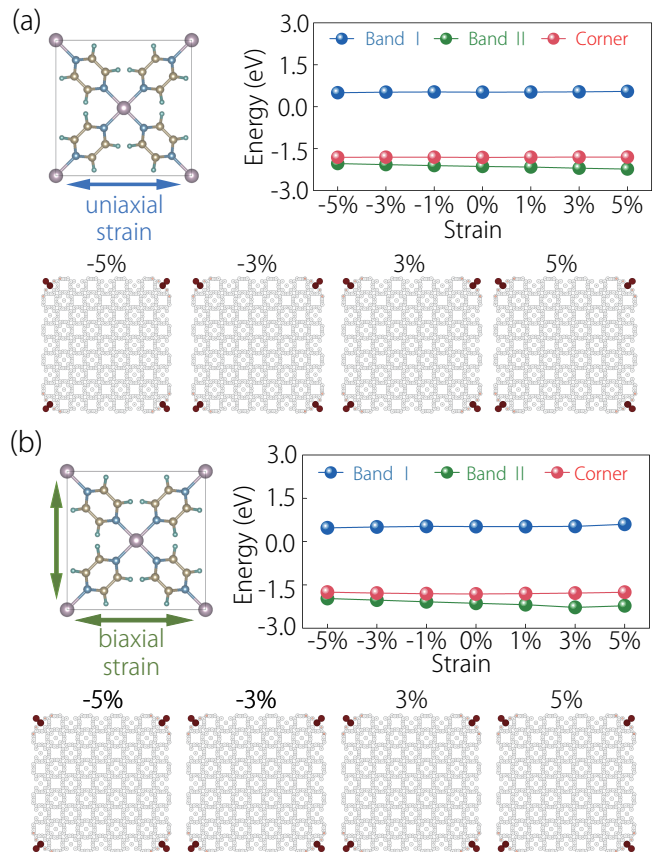 (a)
uniaxial
strain
Energy (eV)
3.0
1.5
0.0
-1.5
-3.0
Band I Band II Corner
-5% -3% -1% 0% 1% 3% 5%
Strain
-5% -3% 3% 5%
(b)
biaxial
strain
Energy (eV)
3.0
1.5
0.0
-1.5
-3.0
Band I Band II Corner
-5% -3% -1% 0% 1% 3% 5%
Strain
-5% -3% 3% 5%